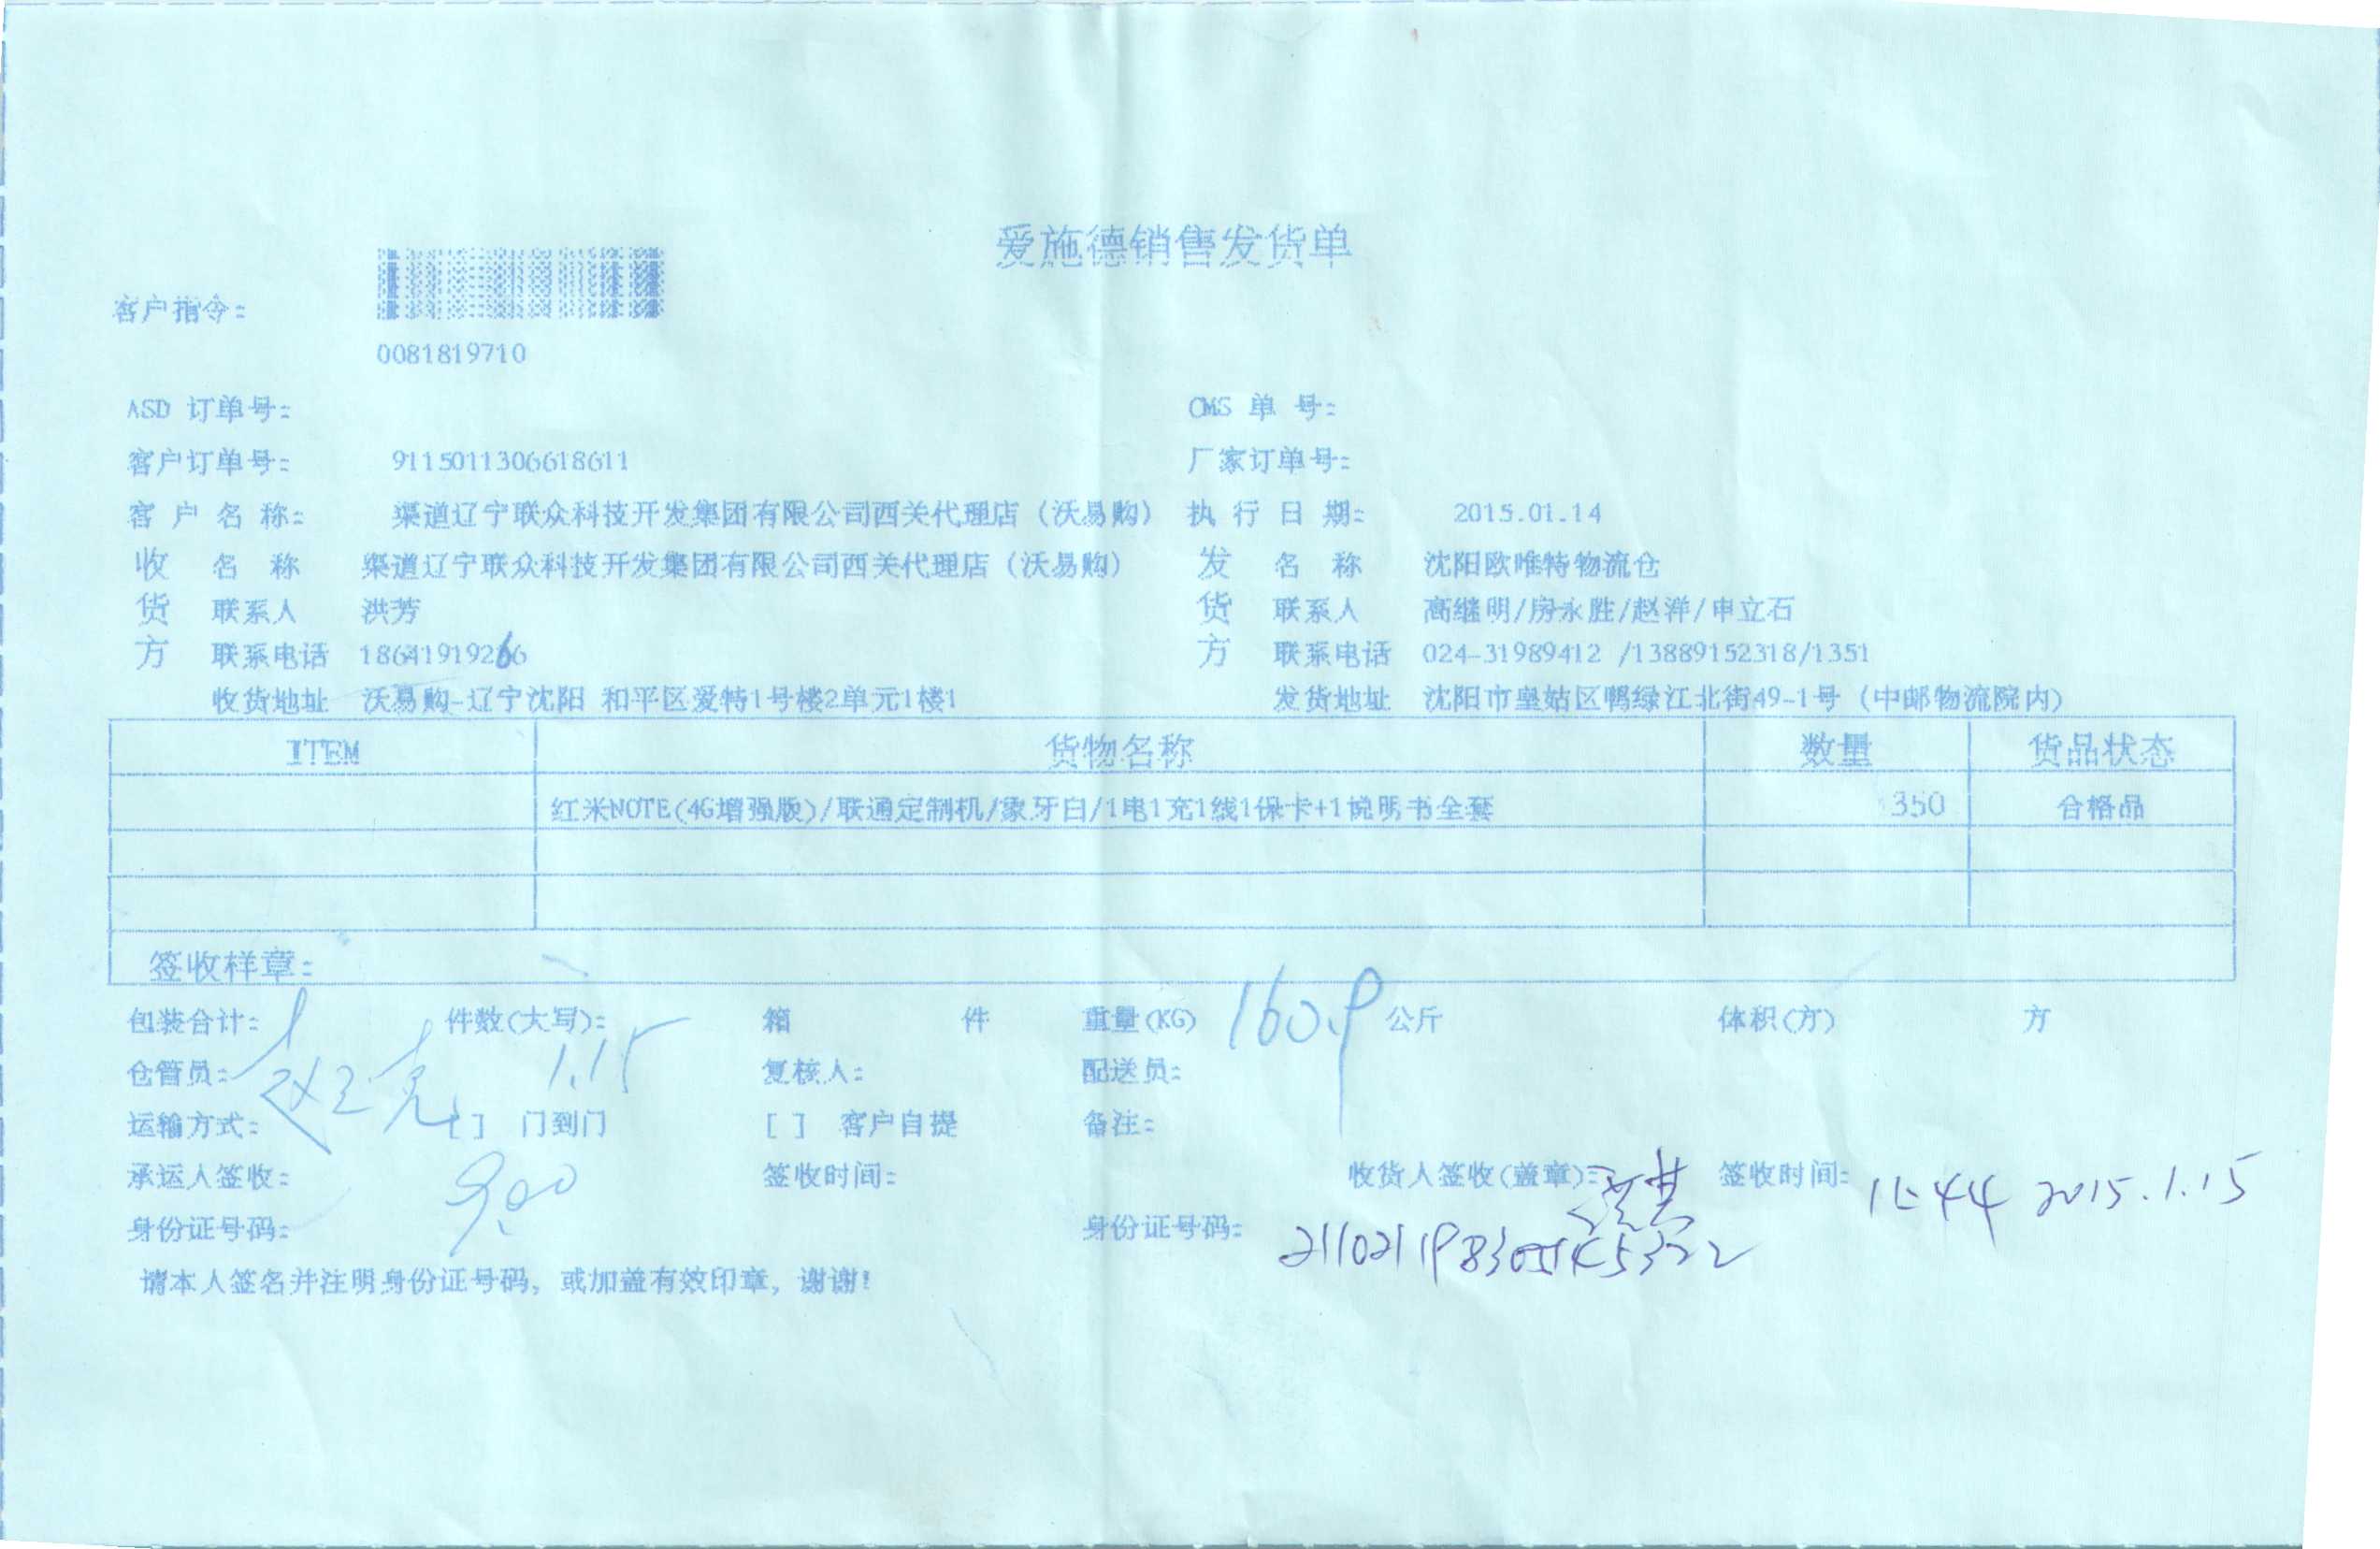 爱施德销售发货单
客户指令:
0081819710
ASD 订单号: CMS 单 号:
客户订单号: 9115011306618611 厂家订单号:
客 户 名 称: 渠道辽宁联众科技开发集团有限公司西关代理店（沃易购） 执 行 日 期: 2015.01.14
收 名 称 渠道辽宁联众科技开发集团有限公司西关代理店（沃易购） 发 名 称 沈阳欧唯特物流仓
货 联系人 洪芳 货 联系人 高继明/房永胜/赵洋/申立石
方 联系电话 18641919266 方 联系电话 024-31989412 /13889152318/1351
收货地址 沃易购-辽宁沈阳 和平区爱特1号楼2单元1楼1 发货地址 沈阳市皇姑区鸭绿江北街49-1号（中邮物流院内）
ITEM 货物名称 数量 货品状态
红米NOTE(4G增强版)/联通定制机/象牙白/1电1充1线1保卡+1说明书全套 350 合格品
签收样章:
包装合计: 件数(大写): 箱 件 重量(KG) 160.9 公斤 体积(方) 方
仓管员: 1.15 复核人: 配送员:
运输方式: [ ] 门到门 [ ] 客户自提 备注:
承运人签收: 9.00 签收时间: 收货人签收(盖章): 签收时间: 2015.1.15
身份证号码: 身份证号码:
请本人签名并注明身份证号码, 或加盖有效印章, 谢谢!